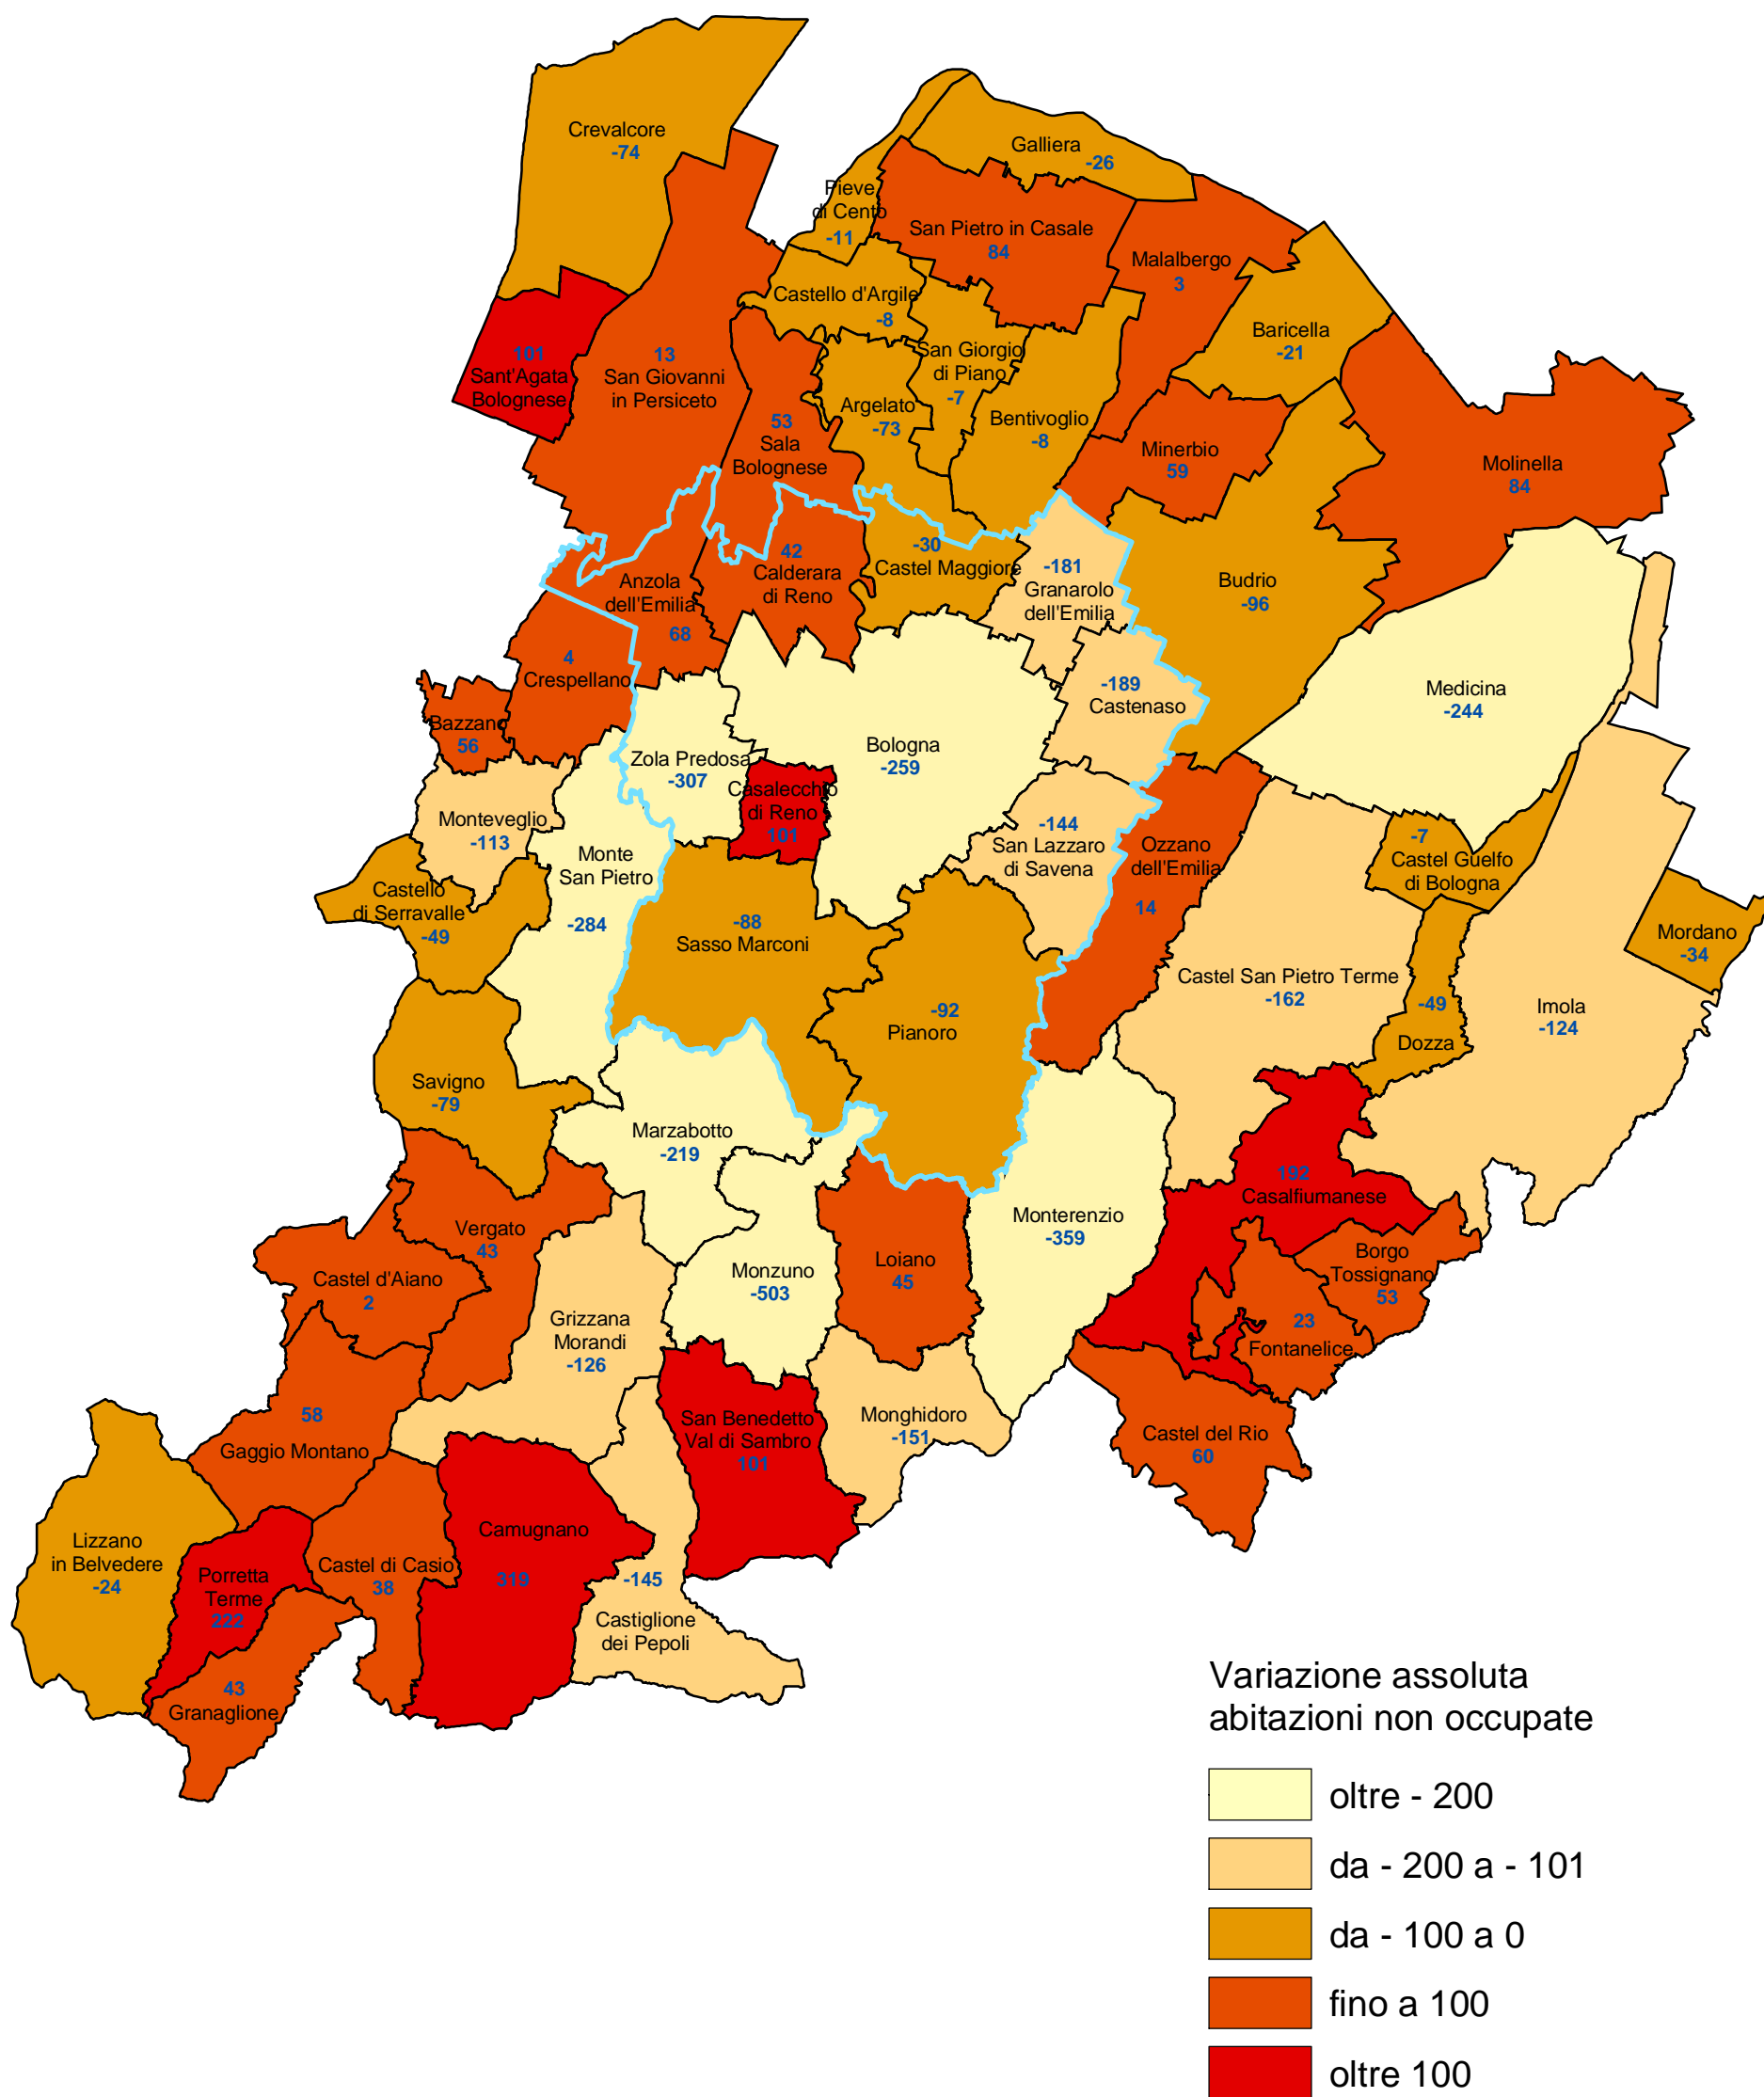 Crevalcore
-74
Galliera
-26
Pieve
di Cento
-11
San Pietro in Casale
84
Malalbergo
3
Castello d'Argile
-8
Baricella
-21
101
Sant'Agata
Bolognese
13
San Giovanni
in Persiceto
San Giorgio
di Piano
-7
Argelato
-73
Bentivoglio
-8
53
Sala
Bolognese
Minerbio
59
Molinella
84
42
Calderara
di Reno
-30
Castel Maggiore
-181
Granarolo
dell'Emilia
Budrio
-96
Anzola
dell'Emilia
68
4
Crespellano
-189
Castenaso
Medicina
-244
Bazzano
56
Zola Predosa
-307
Bologna
-259
Casalecchio
di Reno
101
Monteveglio
-113
Monte
San Pietro
-284
-144
San Lazzaro
di Savena
Ozzano
dell'Emilia
14
-7
Castel Guelfo
di Bologna
Castello
di Serravalle
-49
-88
Sasso Marconi
Mordano
-34
Castel San Pietro Terme
-162
-49
Dozza
Imola
-124
-92
Pianoro
Savigno
-79
Marzabotto
-219
192
Casalfiumanese
Vergato
43
Monterenzio
-359
Castel d'Aiano
2
Monzuno
-503
Loiano
45
Borgo
Tossignano
53
Grizzana
Morandi
-126
23
Fontanelice
58
Gaggio Montano
San Benedetto
Val di Sambro
101
Monghidoro
-151
Castel del Rio
60
Lizzano
in Belvedere
-24
Porretta
Terme
222
Castel di Casio
38
Camugnano
319
-145
Castiglione
dei Pepoli
43
Granaglione
Variazione assoluta
abitazioni non occupate
oltre - 200
da - 200 a - 101
da - 100 a 0
fino a 100
oltre 100